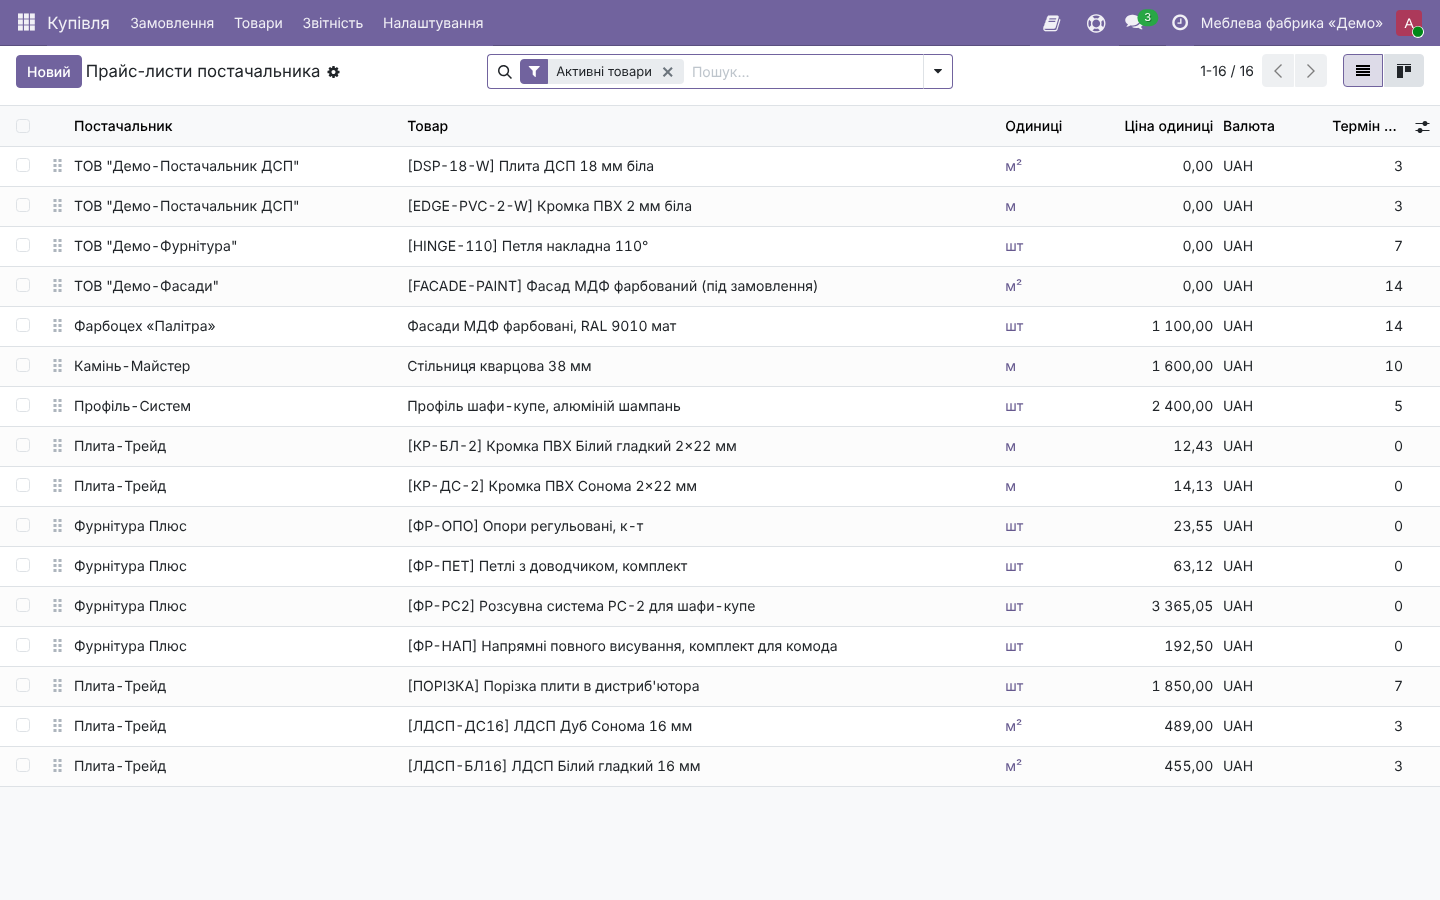 Купівля Замовлення Товари Звітність Налаштування 3 Меблева фабрика «Демо» A
Новий Прайс-листи постачальника Активні товари Пошук... 1-16 / 16
Постачальник Товар Одиниці Ціна одиниці Валюта Термін ...
ТОВ "Демо-Постачальник ДСП" [DSP-18-W] Плита ДСП 18 мм біла м² 0,00 UAH 3
ТОВ "Демо-Постачальник ДСП" [EDGE-PVC-2-W] Кромка ПВХ 2 мм біла м 0,00 UAH 3
ТОВ "Демо-Фурнітура" [HINGE-110] Петля накладна 110° шт 0,00 UAH 7
ТОВ "Демо-Фасади" [FACADE-PAINT] Фасад МДФ фарбований (під замовлення) м² 0,00 UAH 14
Фарбоцех «Палітра» Фасади МДФ фарбовані, RAL 9010 мат шт 1 100,00 UAH 14
Камінь-Майстер Стільниця кварцова 38 мм м 1 600,00 UAH 10
Профіль-Систем Профіль шафи-купе, алюміній шампань шт 2 400,00 UAH 5
Плита-Трейд [КР-БЛ-2] Кромка ПВХ Білий гладкий 2×22 мм м 12,43 UAH 0
Плита-Трейд [КР-ДС-2] Кромка ПВХ Сонома 2×22 мм м 14,13 UAH 0
Фурнітура Плюс [ФР-ОПО] Опори регульовані, к-т шт 23,55 UAH 0
Фурнітура Плюс [ФР-ПЕТ] Петлі з доводчиком, комплект шт 63,12 UAH 0
Фурнітура Плюс [ФР-РС2] Розсувна система РС-2 для шафи-купе шт 3 365,05 UAH 0
Фурнітура Плюс [ФР-НАП] Напрямні повного висування, комплект для комода шт 192,50 UAH 0
Плита-Трейд [ПОРІЗКА] Порізка плити в дистриб'ютора шт 1 850,00 UAH 7
Плита-Трейд [ЛДСП-ДС16] ЛДСП Дуб Сонома 16 мм м² 489,00 UAH 3
Плита-Трейд [ЛДСП-БЛ16] ЛДСП Білий гладкий 16 мм м² 455,00 UAH 3